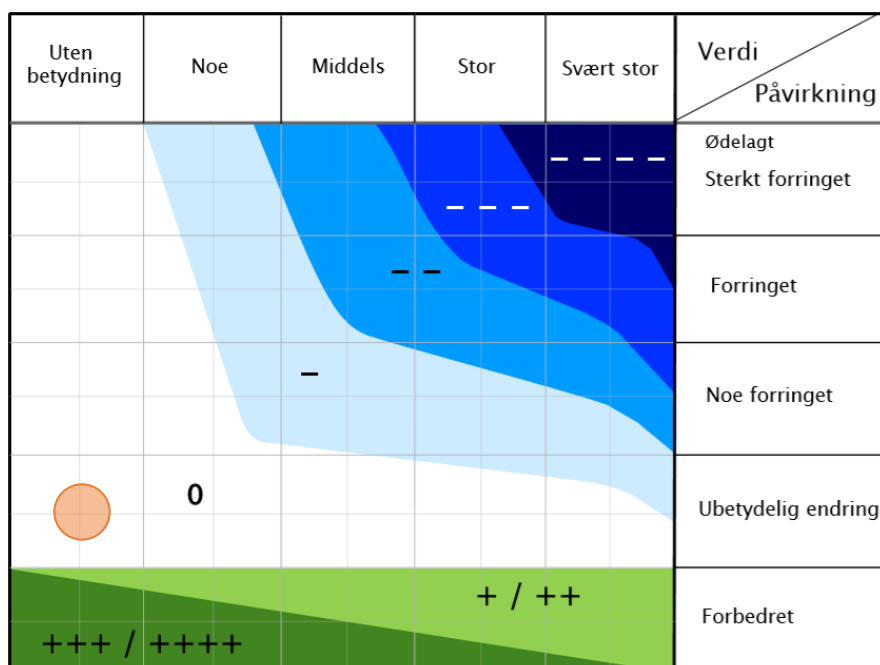 Uten
betydning
Noe
Middels
Stor
Svært stor
Verdi
Påvirkning
– – – –
Ødelagt
Sterkt forringet
– – –
– –
Forringet
–
Noe forringet
0
Ubetydelig endring
+ / ++
Forbedret
+++ / ++++